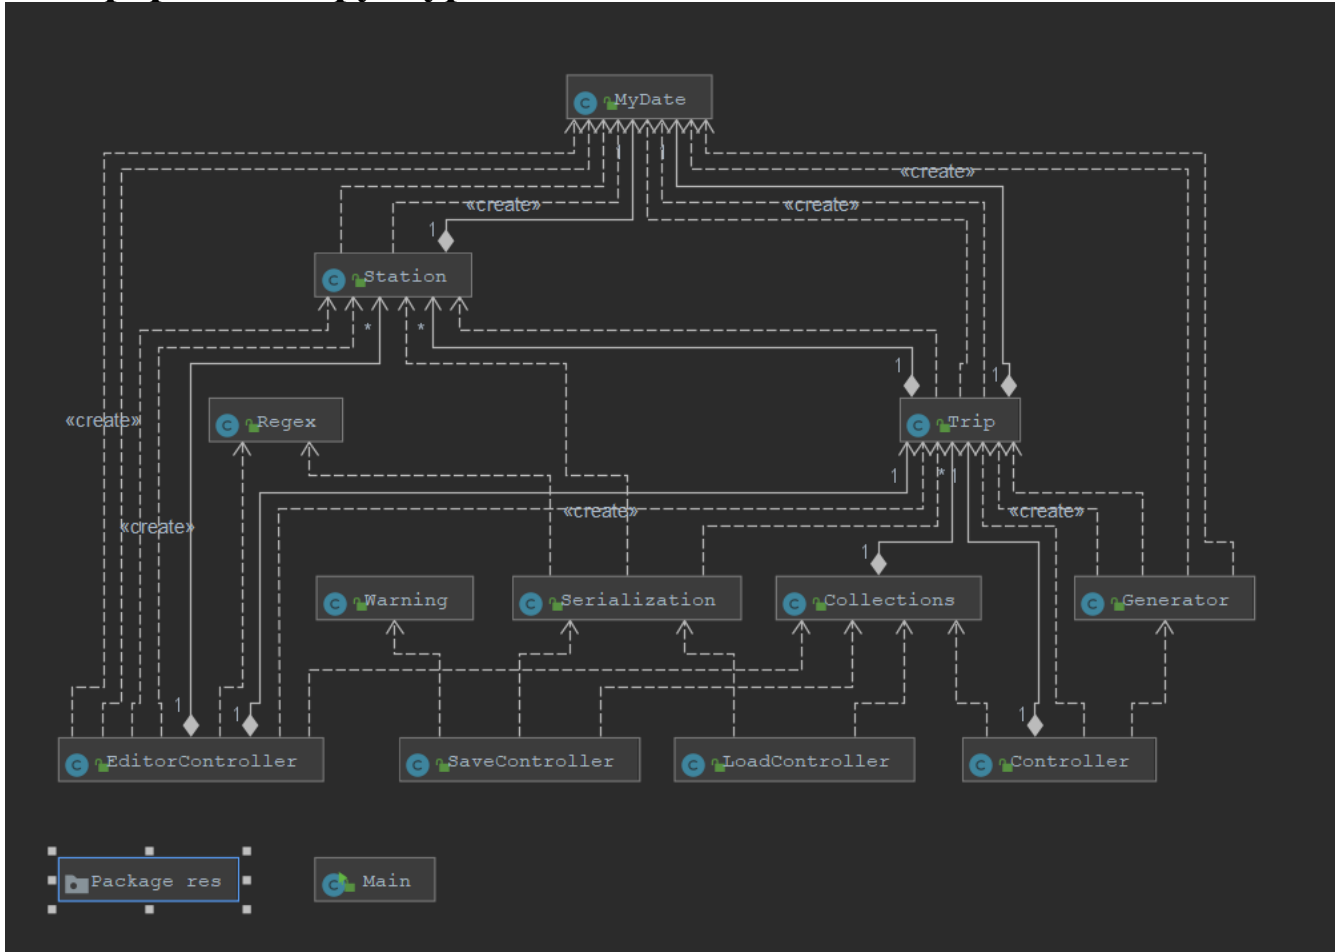 MyDate
«create»
«create» «create»
1
Station
* *
1 1
«create»
Regex
Trip
1 * 1
«create» «create»
«create»
1
Warning
Serialization
Collections
Generator
1 1 1
EditorController
SaveController
LoadController
Controller
Package res
Main